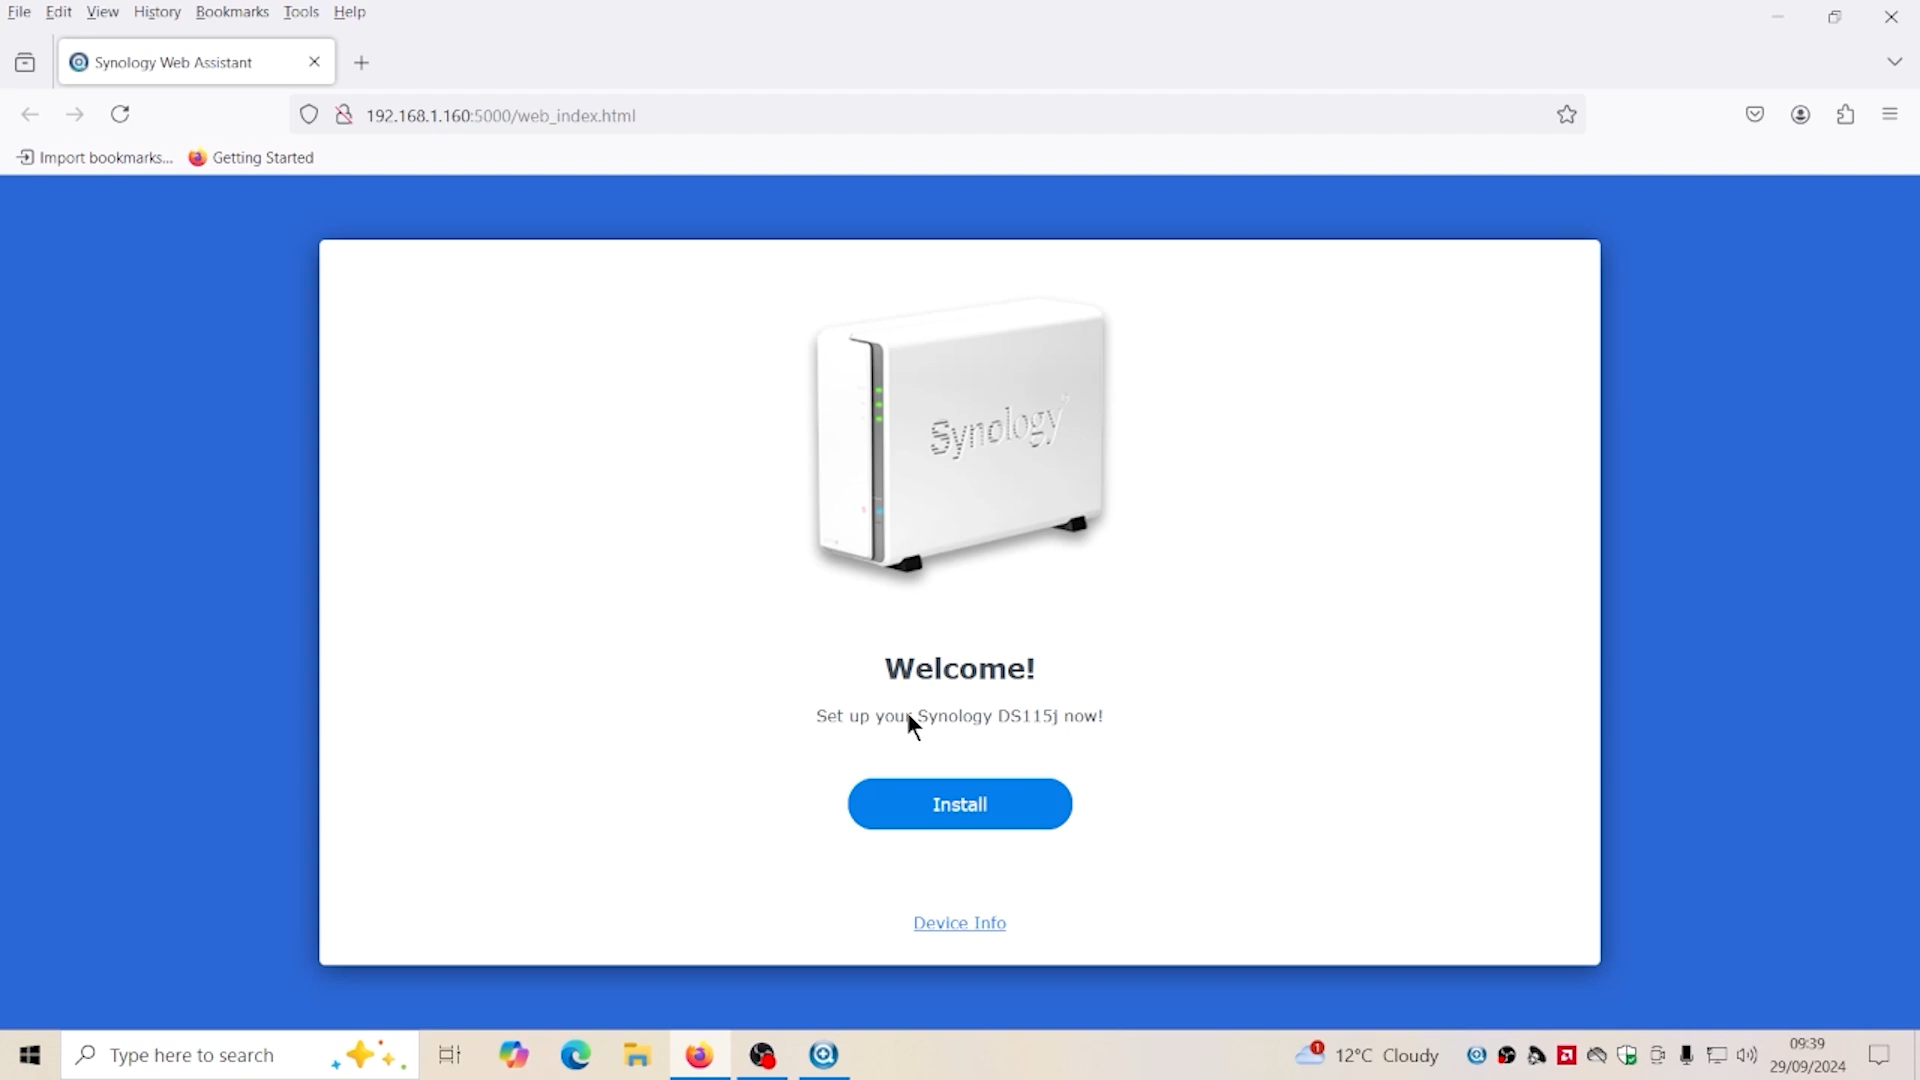 File Edit View History Bookmarks Tools Help
Synology Web Assistant
192.168.1.160:5000/web_index.html
Import bookmarks... Getting Started
Synology
Welcome!
Set up your Synology DS115j now!
Install
Device Info
Type here to search
1
12°C Cloudy
09:39
29/09/2024